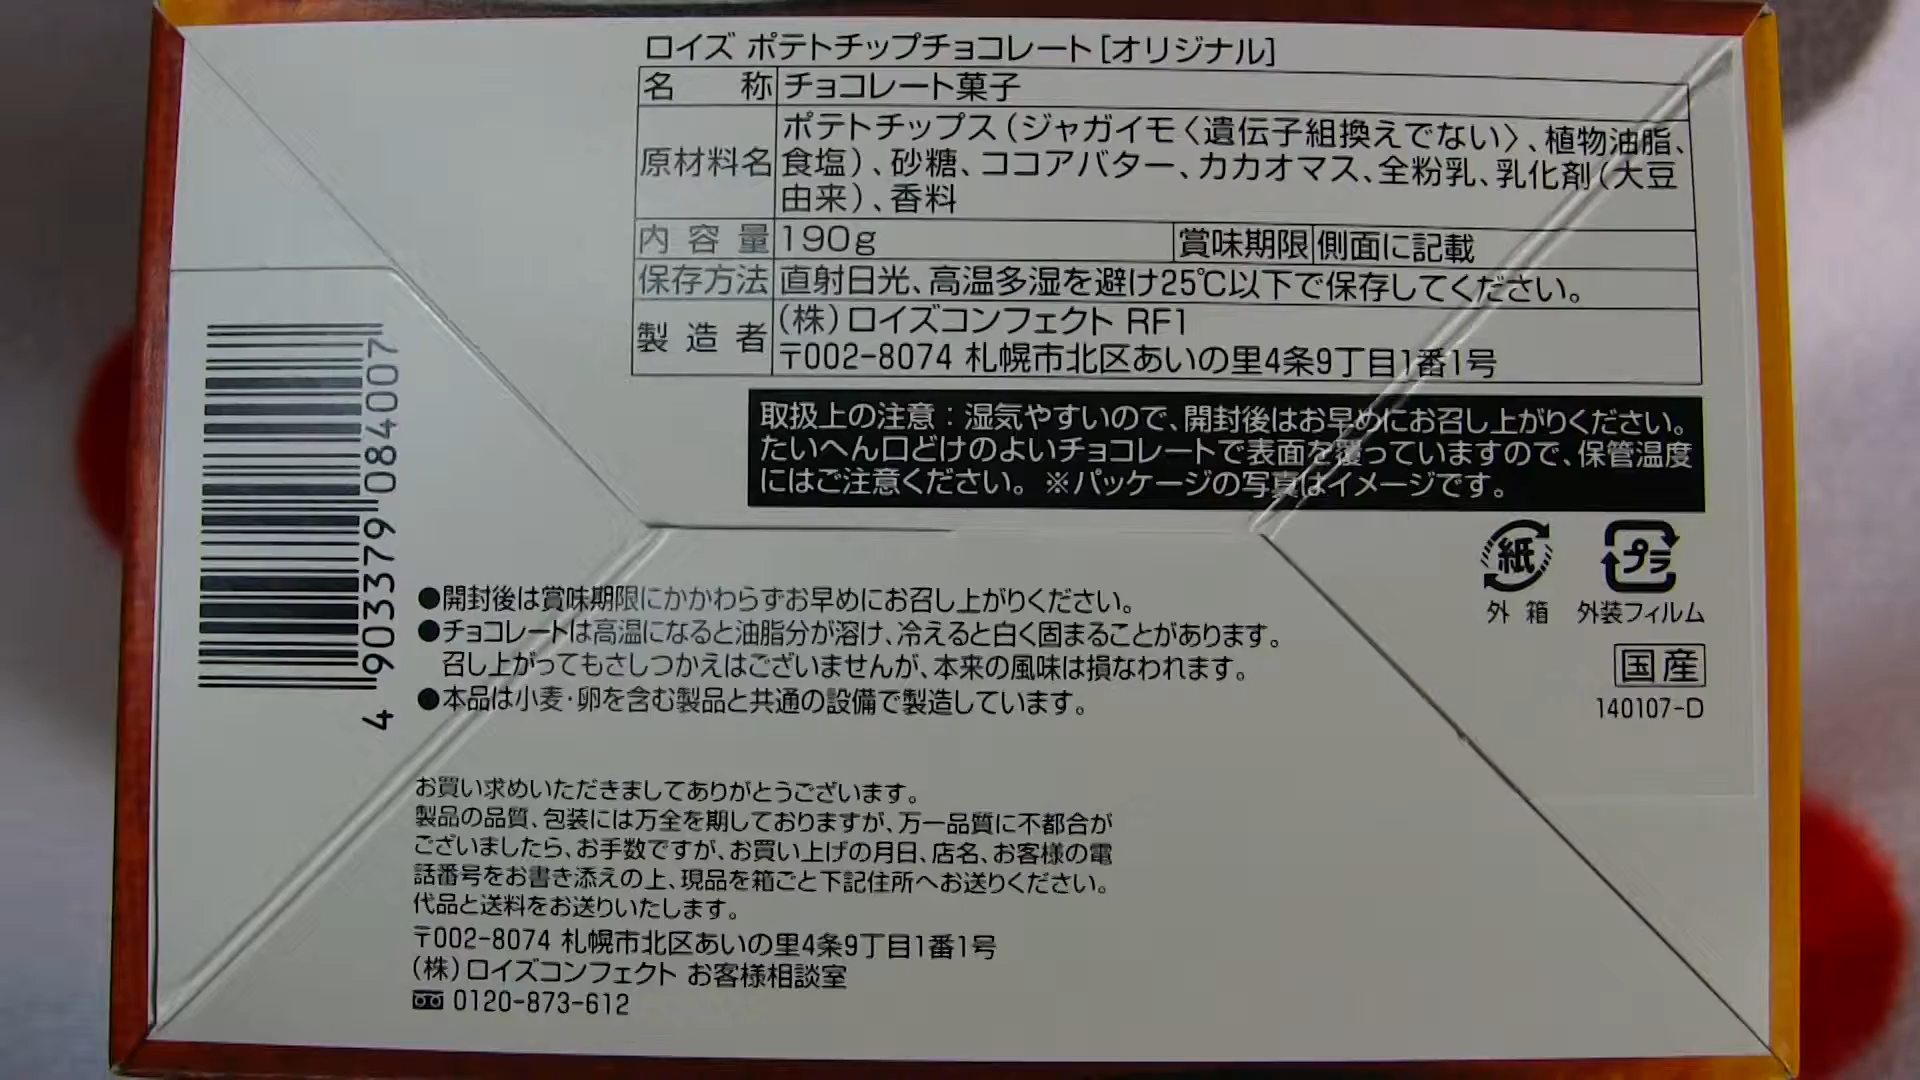 ロイズ ポテトチップチョコレート[オリジナル]
名称 チョコレート菓子
原材料名 ポテトチップス(ジャガイモ〈遺伝子組換えでない〉、植物油脂、
食塩)、砂糖、ココアバター、カカオマス、全粉乳、乳化剤(大豆
由来)、香料
内容量 190g 賞味期限 側面に記載
保存方法 直射日光、高温多湿を避け25℃以下で保存してください。
製造者 (株)ロイズコンフェクト RF1
〒002-8074 札幌市北区あいの里4条9丁目1番1号
取扱上の注意:湿気やすいので、開封後はお早めにお召し上がりください。
たいへん口どけのよいチョコレートで表面を覆っていますので、保管温度
にはご注意ください。※パッケージの写真はイメージです。
紙
外箱
プラ
外装フィルム
国産
140107-D
4 903379 084007
●開封後は賞味期限にかかわらずお早めにお召し上がりください。
●チョコレートは高温になると油脂分が溶け、冷えると白く固まることがあります。
召し上がってもさしつかえはございませんが、本来の風味は損なわれます。
●本品は小麦・卵を含む製品と共通の設備で製造しています。
お買い求めいただきましてありがとうございます。
製品の品質、包装には万全を期しておりますが、万一品質に不都合が
ございましたら、お手数ですが、お買い上げの月日、店名、お客様の電
話番号をお書き添えの上、現品を箱ごと下記住所へお送りください。
代品と送料をお送りいたします。
〒002-8074 札幌市北区あいの里4条9丁目1番1号
(株)ロイズコンフェクト お客様相談室
0120-873-612